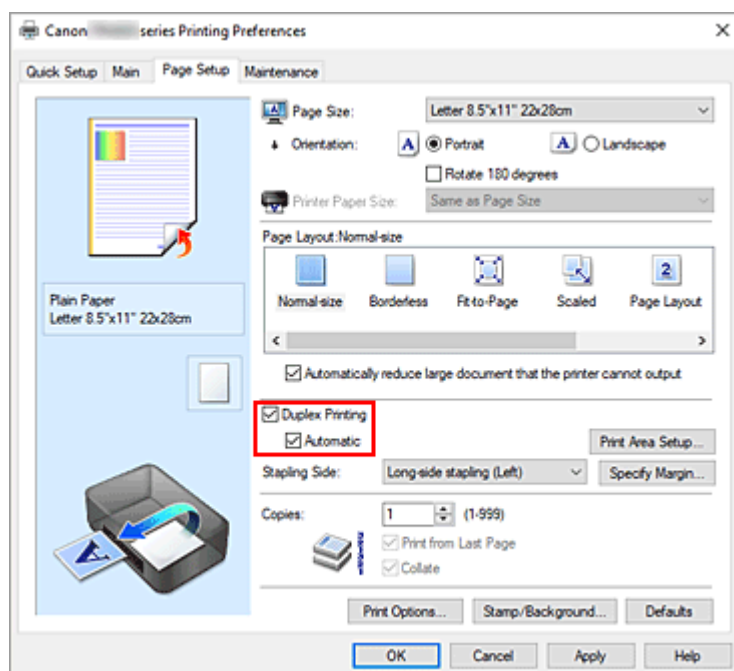 Canon series Printing Preferences
Quick Setup Main Page Setup Maintenance
Page Size: Letter 8.5"x11" 22x28cm
Orientation: A Portrait A Landscape
Rotate 180 degrees
Printer Paper Size: Same as Page Size
Page Layout:Normal-size
2
Normal-size Borderless Fit-to-Page Scaled Page Layout
Plain Paper
Letter 8.5"x11" 22x28cm
Automatically reduce large document that the printer cannot output
Duplex Printing
Automatic
Print Area Setup...
Stapling Side: Long-side stapling (Left) Specify Margin...
Copies: 1 (1-999)
Print from Last Page
Collate
A
Print Options... Stamp/Background... Defaults
OK Cancel Apply Help